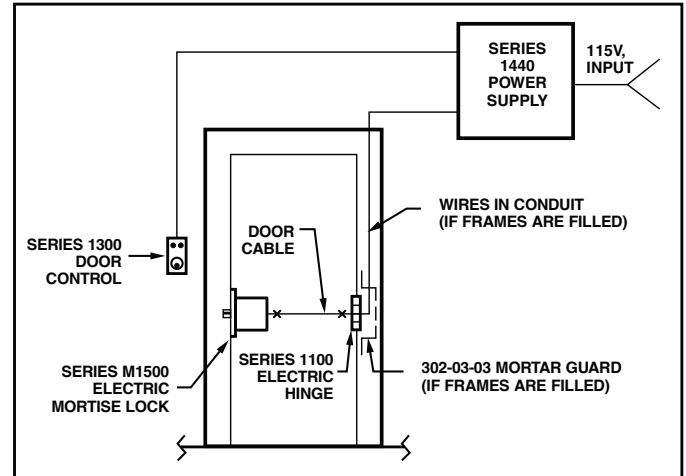 SERIES
1440
POWER
SUPPLY
115V,
INPUT
WIRES IN CONDUIT
(IF FRAMES ARE FILLED)
DOOR
CABLE
SERIES 1300
DOOR
CONTROL
SERIES M1500
ELECTRIC
MORTISE LOCK
SERIES 1100
ELECTRIC
HINGE
302-03-03 MORTAR GUARD
(IF FRAMES ARE FILLED)